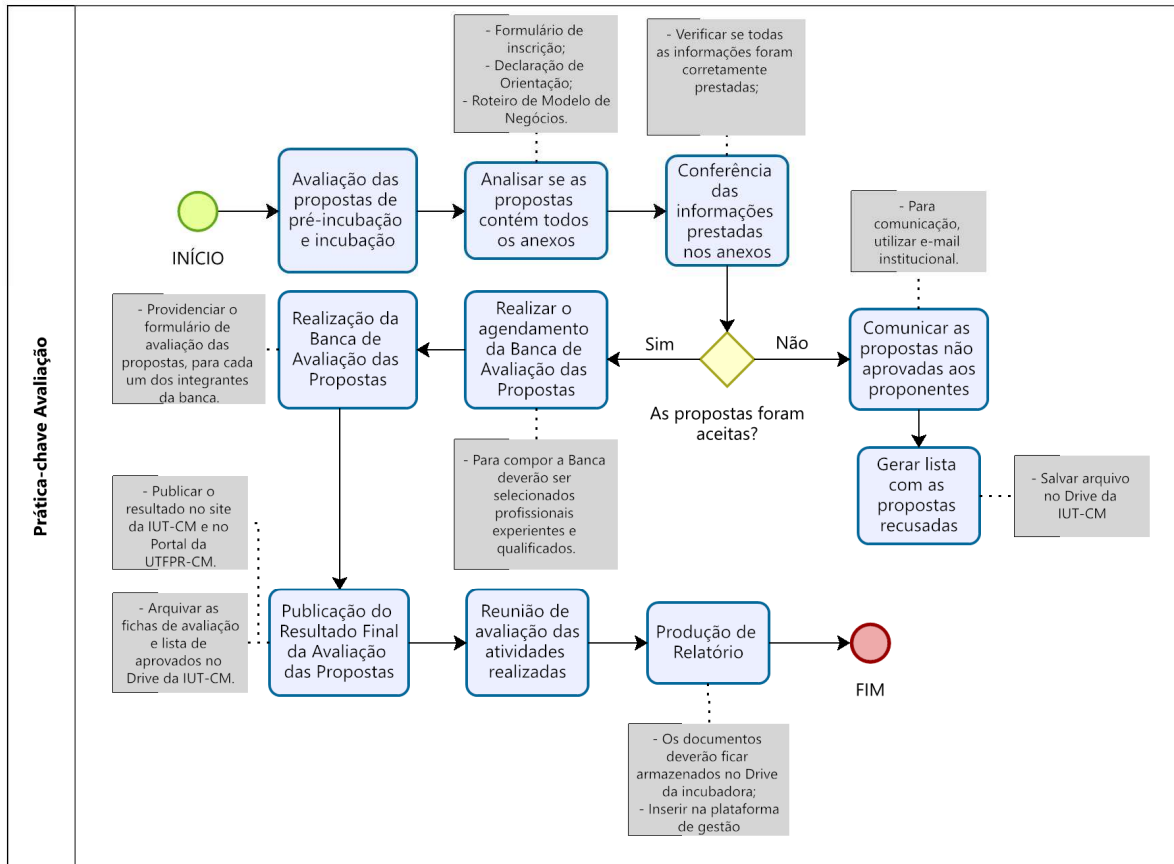 Prática-chave Avaliação
- Formulário de
inscrição;
- Declaração de
Orientação;
- Roteiro de Modelo de
Negócios.
- Verificar se todas
as informações foram
corretamente
prestadas;
INÍCIO
Avaliação das
propostas de
pré-incubação
e incubação
Analisar se as
propostas
contém todos
os anexos
Conferência
das
informações
prestadas
nos anexos
- Para
comunicação,
utilizar e-mail
institucional.
- Providenciar o
formulário de
avaliação das
propostas, para cada
um dos integrantes
da banca.
Realização da
Banca de
Avaliação das
Propostas
Realizar o
agendamento
da Banca de
Avaliação das
Propostas
Sim
Não
As propostas foram
aceitas?
Comunicar as
propostas não
aprovadas aos
proponentes
- Para compor a Banca
deverão ser
selecionados
profissionais
experientes e
qualificados.
Gerar lista
com as
propostas
recusadas
- Salvar arquivo
no Drive da
IUT-CM
- Publicar o
resultado no site
da IUT-CM e no
Portal da
UTFPR-CM.
- Arquivar as
fichas de avaliação
e lista de
aprovados no
Drive da IUT-CM.
Publicação do
Resultado Final
da Avaliação
das Propostas
Reunião de
avaliação das
atividades
realizadas
Produção de
Relatório
FIM
- Os documentos
deverão ficar
armazenados no Drive
da incubadora;
- Inserir na plataforma
de gestão